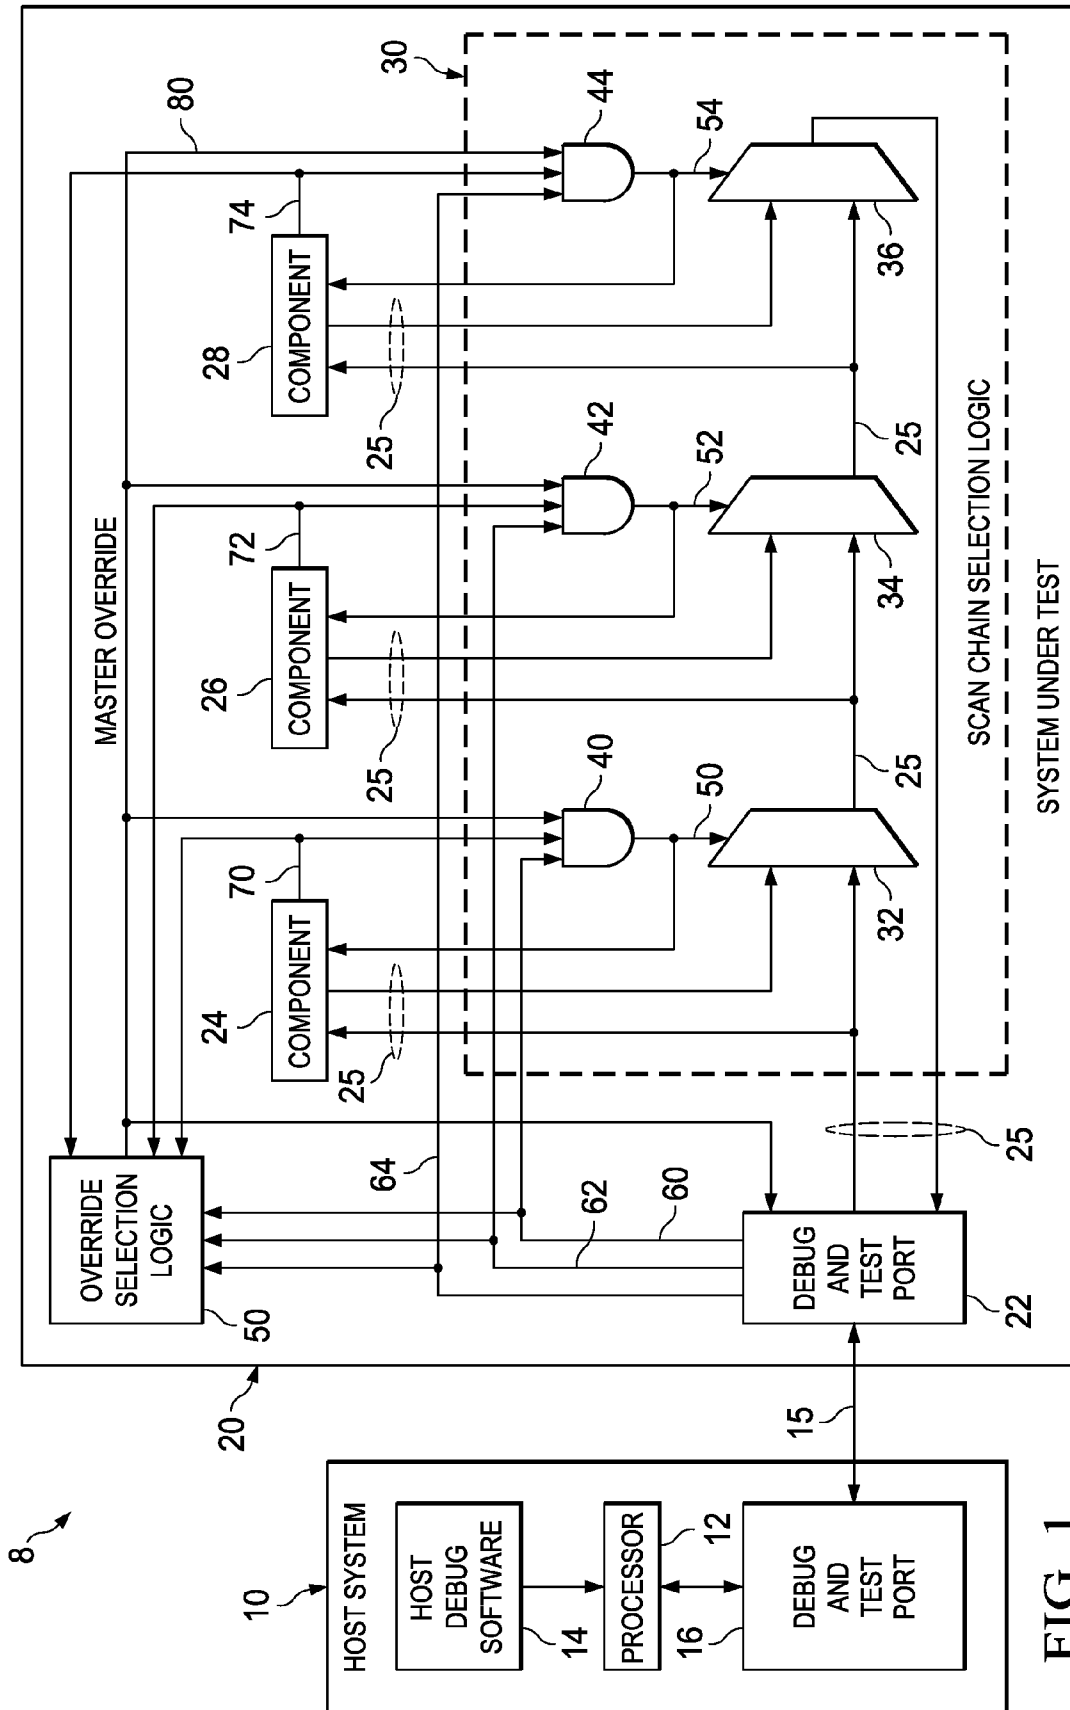 8
10
HOST SYSTEM
HOST
DEBUG
SOFTWARE
14
PROCESSOR
12
16
DEBUG
AND
TEST
PORT
15
20
OVERRIDE
SELECTION
LOGIC
50
MASTER OVERRIDE
80
64
62
60
DEBUG
AND
TEST
PORT
22
25
24
COMPONENT
70
25
26
COMPONENT
72
25
28
COMPONENT
74
25
30
40
50
32
25
42
52
34
25
44
54
36
SCAN CHAIN SELECTION LOGIC
SYSTEM UNDER TEST
FIG. 1